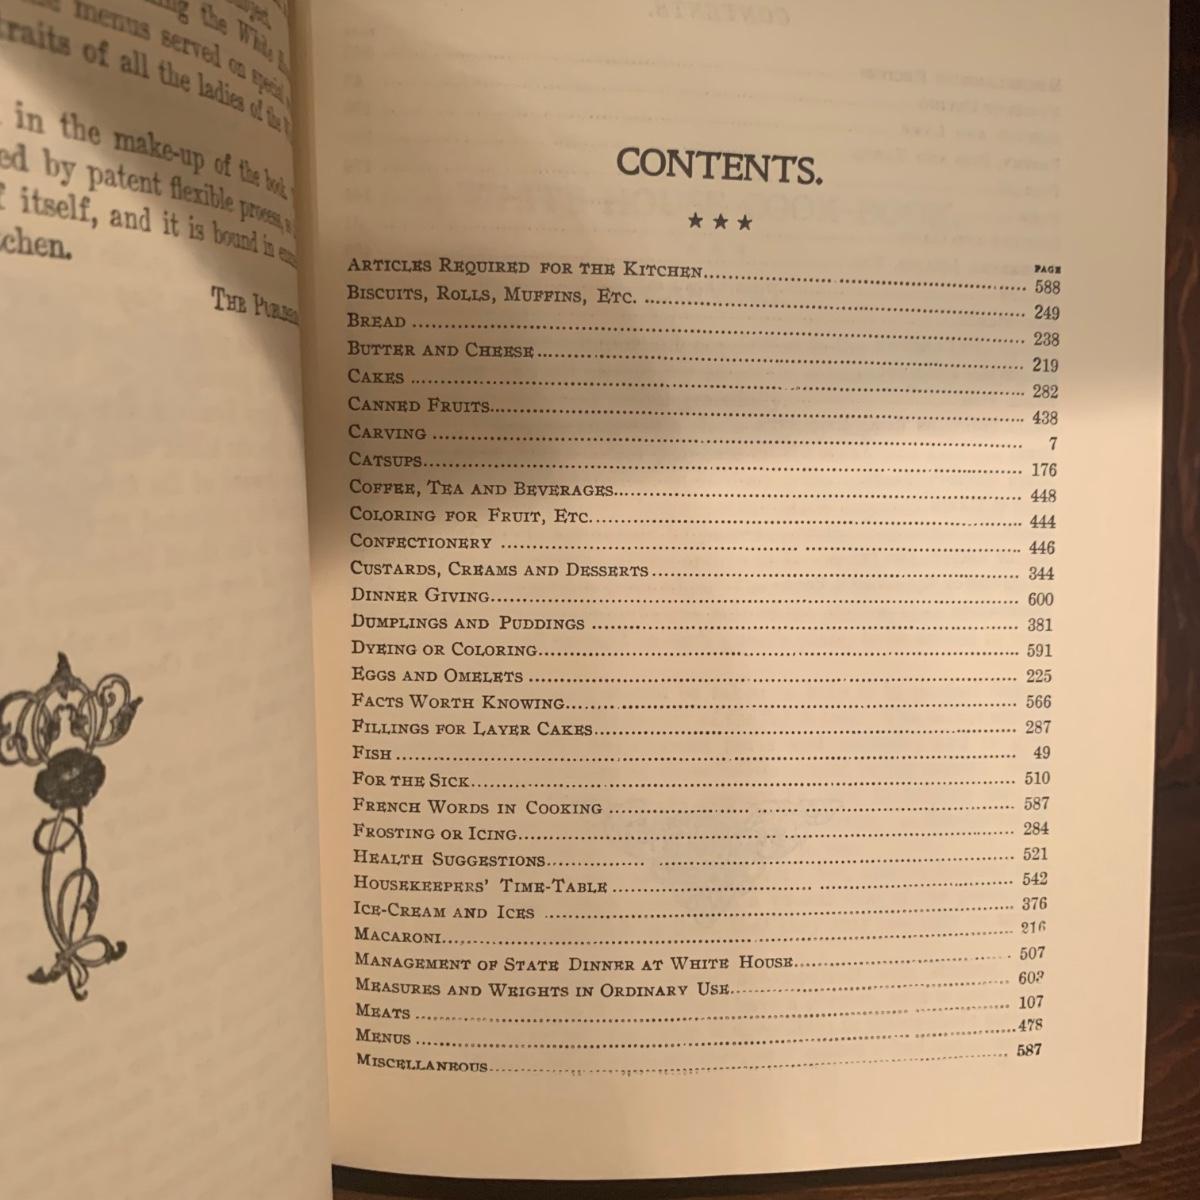 the menus served on special
traits of all the ladies of the
in the make-up of the book
ed by patent flexible process,
f itself, and it is bound in
chen.
THE
CONTENTS.
★ ★ ★
PAGE
ARTICLES REQUIRED FOR THE KITCHEN 588
BISCUITS, ROLLS, MUFFINS, ETC. 249
BREAD 238
BUTTER AND CHEESE 219
CAKES 282
CANNED FRUITS 438
CARVING 7
CATSUPS 176
COFFEE, TEA AND BEVERAGES 448
COLORING FOR FRUIT, ETC. 444
CONFECTIONERY 446
CUSTARDS, CREAMS AND DESSERTS 344
DINNER GIVING 600
DUMPLINGS AND PUDDINGS 381
DYEING OR COLORING 591
EGGS AND OMELETS 225
FACTS WORTH KNOWING 566
FILLINGS FOR LAYER CAKES 287
FISH 49
FOR THE SICK 510
FRENCH WORDS IN COOKING 587
FROSTING OR ICING 284
HEALTH SUGGESTIONS 521
HOUSEKEEPERS' TIME-TABLE 542
ICE-CREAM AND ICES 376
MACARONI 216
MANAGEMENT OF STATE DINNER AT WHITE HOUSE 507
MEASURES AND WEIGHTS IN ORDINARY USE
MEATS 107
MENUS 478
MISCELLANEOUS 587